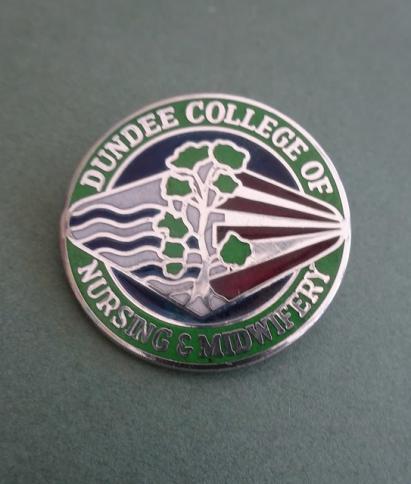 DUNDEE COLLEGE OF
NURSING & MIDWIFERY